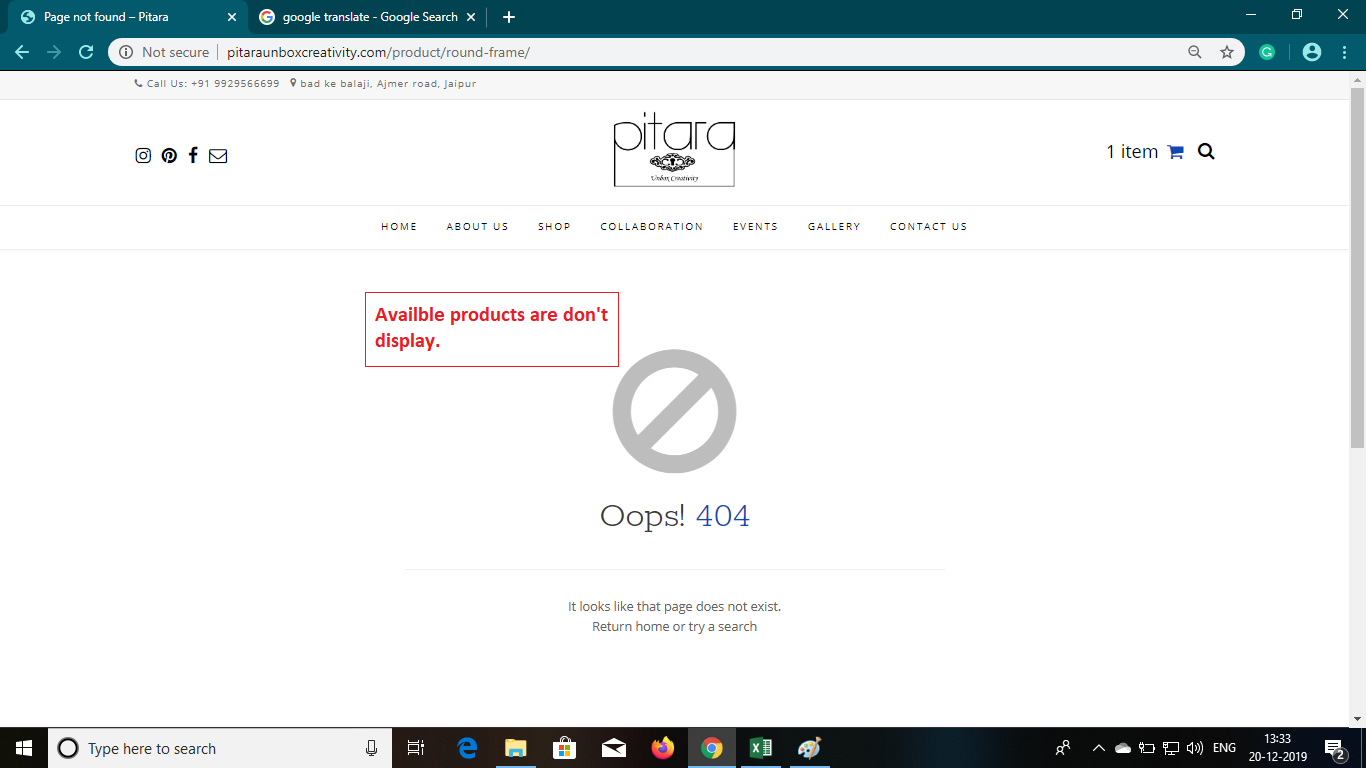 Page not found – Pitara
google translate - Google Search
Not secure
pitaraunboxcreativity.com/product/round-frame/
Call Us: +91 9929566699
bad ke balaji, Ajmer road, Jaipur
pitara
Unbox Creativity
1 item
HOME
ABOUT US
SHOP
COLLABORATION
EVENTS
GALLERY
CONTACT US
Availble products are don't
display.
Oops! 404
It looks like that page does not exist.
Return home or try a search
Type here to search
ENG
13:33
20-12-2019
2